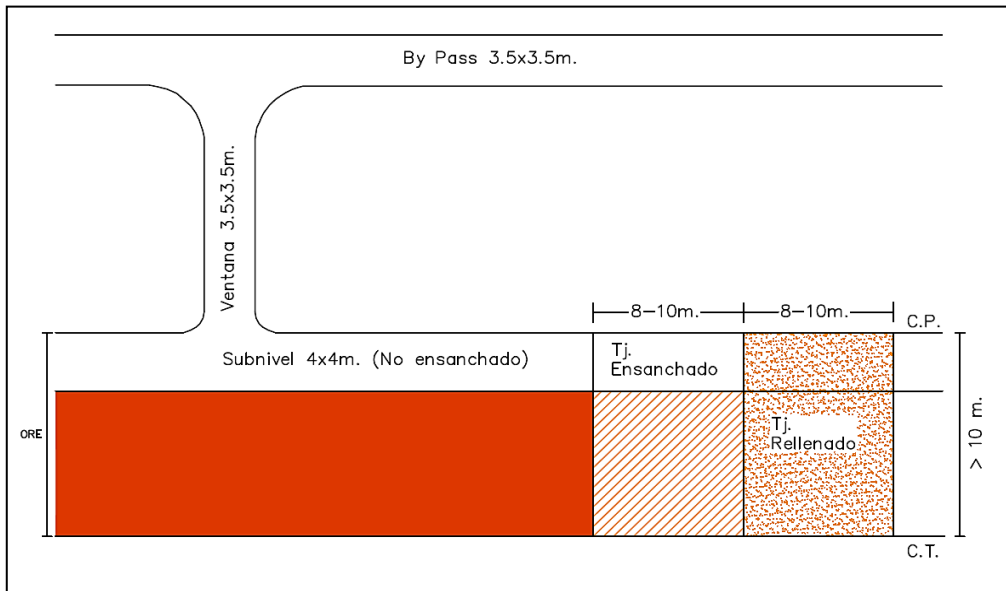 By Pass 3.5x3.5m.
Ventana 3.5x3.5m.
8-10m.
8-10m.
C.P.
Subnivel 4x4m. (No ensanchado)
Tj.
Ensanchado
ORE
Tj.
Rellenado
> 10 m.
C.T.